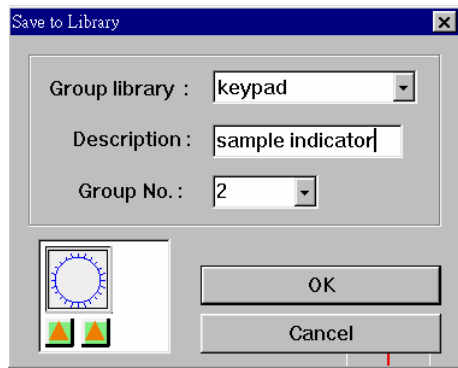 Save to Library
Group library : keypad
Description : sample indicator
Group No. : 2
OK
Cancel